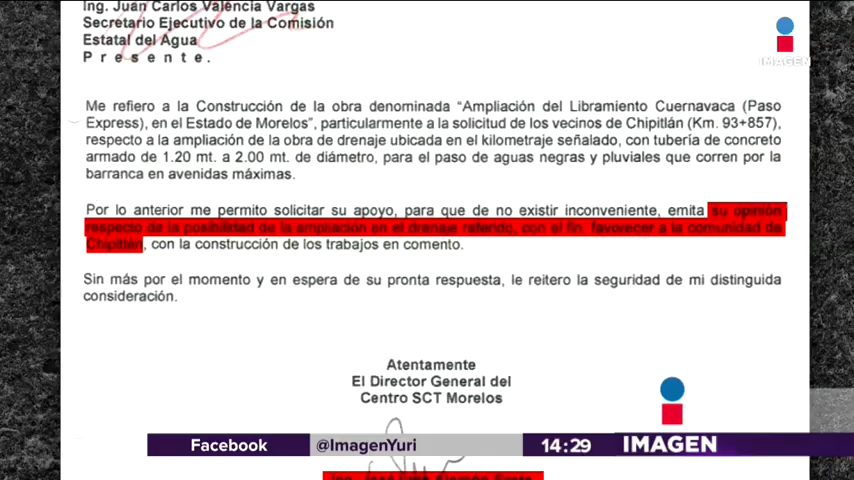 Ing. Juan Carlos Valencia Vargas
Secretario Ejecutivo de la Comisión
Estatal del Agua
P r e s e n t e .
IMAGEN
Me refiero a la Construcción de la obra denominada “Ampliación del Libramiento Cuernavaca (Paso
Express), en el Estado de Morelos”, particularmente a la solicitud de los vecinos de Chipitlán (Km. 93+857),
respecto a la ampliación de la obra de drenaje ubicada en el kilometraje señalado, con tubería de concreto
armado de 1.20 mt. a 2.00 mt. de diámetro, para el paso de aguas negras y pluviales que corren por la
barranca en avenidas máximas.
Por lo anterior me permito solicitar su apoyo, para que de no existir inconveniente, emita su opinión
respecto de la posibilidad de la ampliación en el drenaje referido, con el fin, favorecer a la comunidad de
Chipitlán, con la construcción de los trabajos en comento.
Sin más por el momento y en espera de su pronta respuesta, le reitero la seguridad de mi distinguida
consideración.
Atentamente
El Director General del
Centro SCT Morelos
Facebook
@ImagenYuri
14:29
IMAGEN
Ing. José